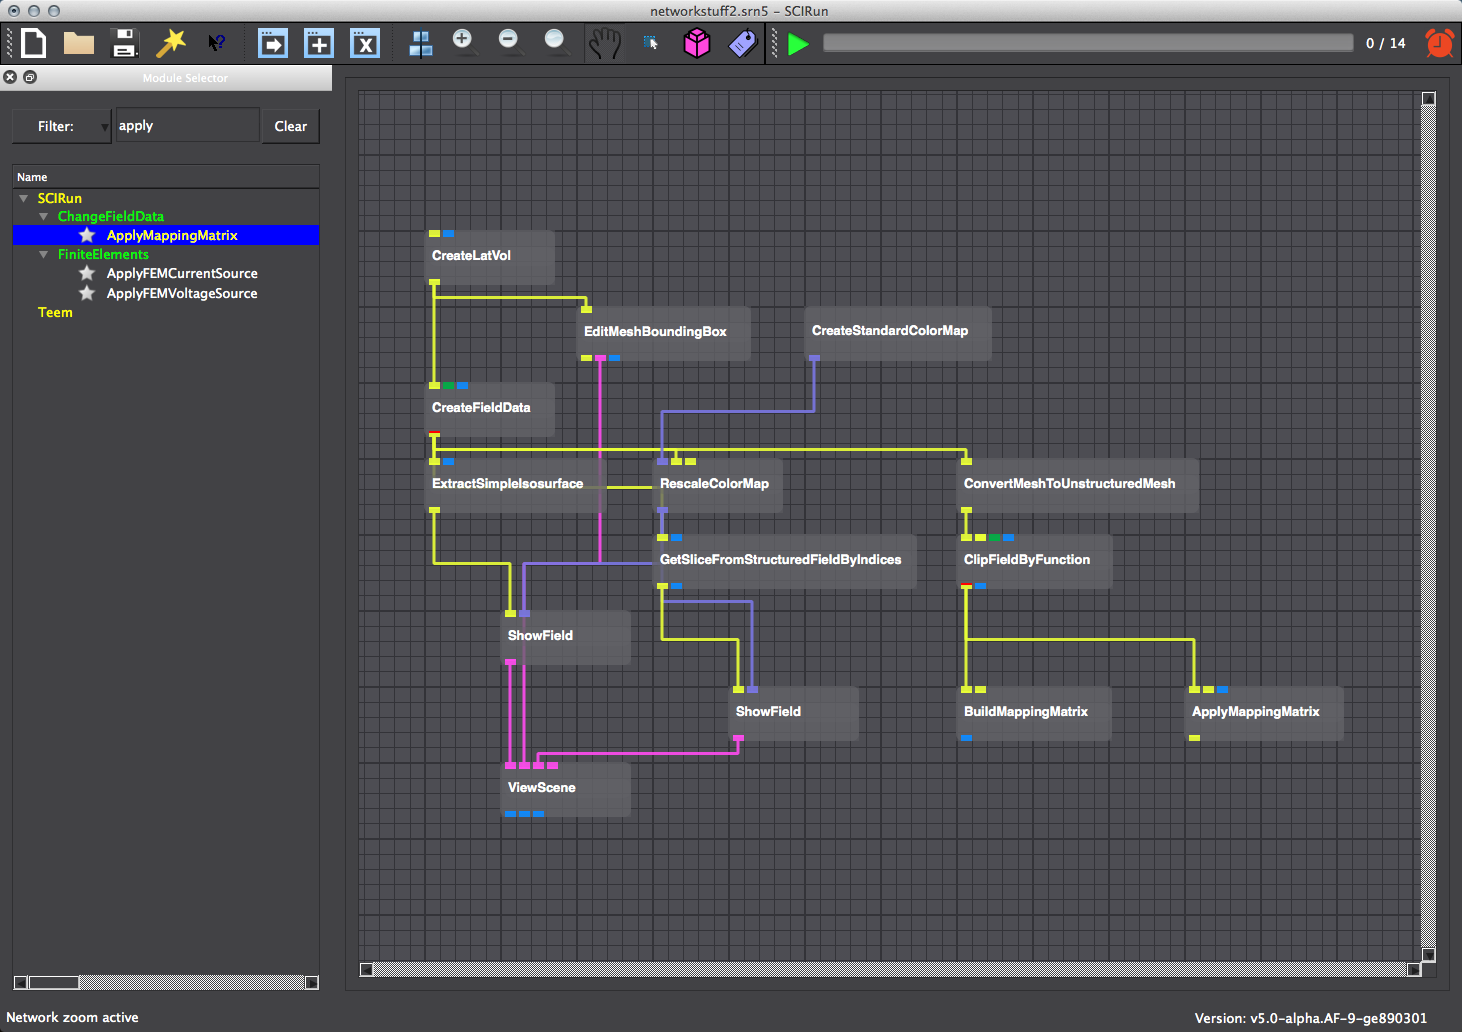 networkstuff2.srn5 – SCIRun
0 / 14
Module Selector
Filter:
apply
Clear
Name
SCIRun
ChangeFieldData
ApplyMappingMatrix
FiniteElements
ApplyFEMCurrentSource
ApplyFEMVoltageSource
Teem
CreateLatVol
EditMeshBoundingBox
CreateStandardColorMap
CreateFieldData
ExtractSimpleIsosurface
RescaleColorMap
ConvertMeshToUnstructuredMesh
GetSliceFromStructuredFieldByIndices
ClipFieldByFunction
ShowField
ShowField
BuildMappingMatrix
ApplyMappingMatrix
ViewScene
Network zoom active
Version: v5.0-alpha.AF-9-ge890301